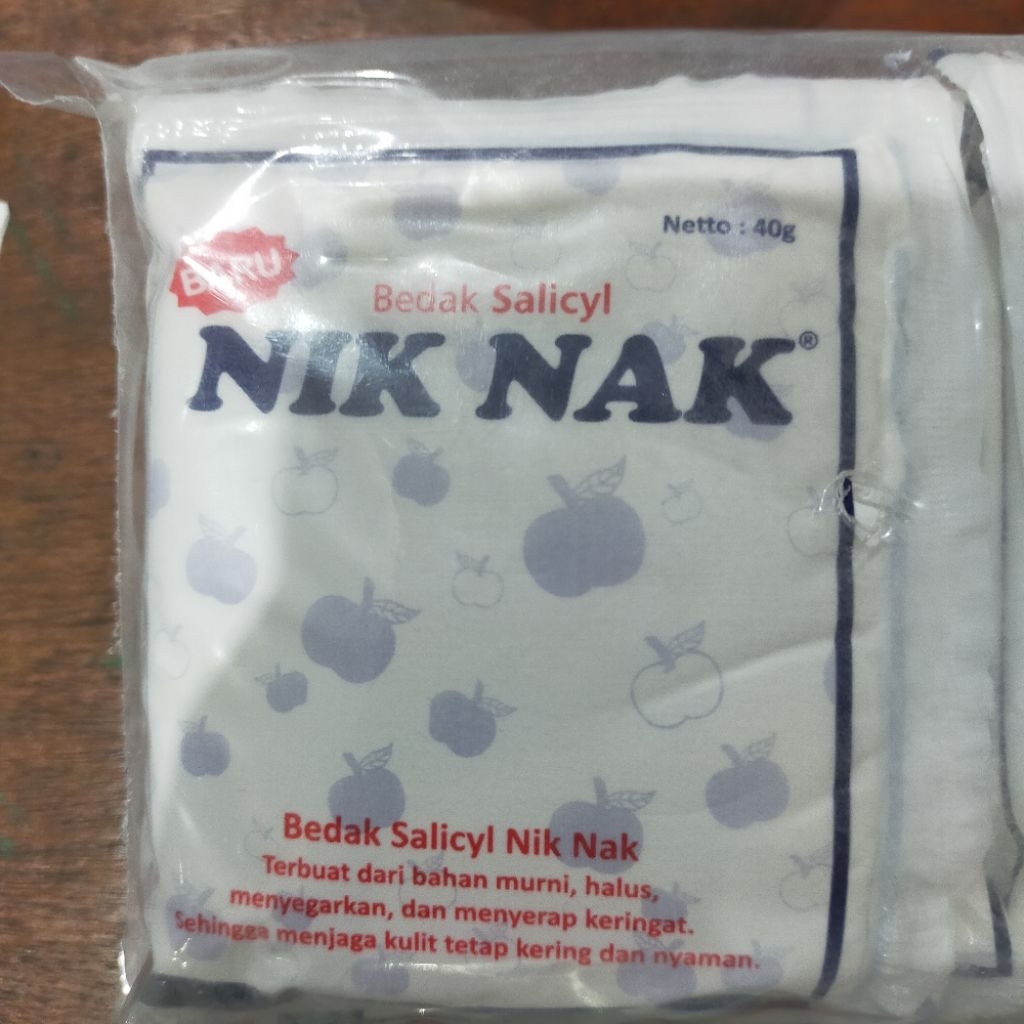 Netto : 40g
BARU
Bedak Salicyl
NIK NAK®
Bedak Salicyl Nik Nak
Terbuat dari bahan murni, halus,
menyegarkan, dan menyerap keringat.
Sehingga menjaga kulit tetap kering dan nyaman.